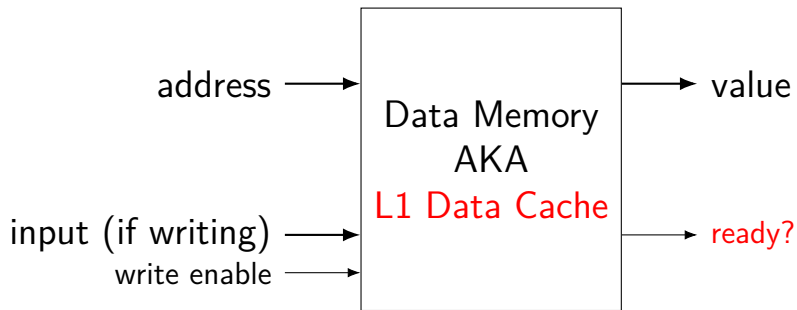 address
input (if writing)
write enable
Data Memory
AKA
L1 Data Cache
value
ready?